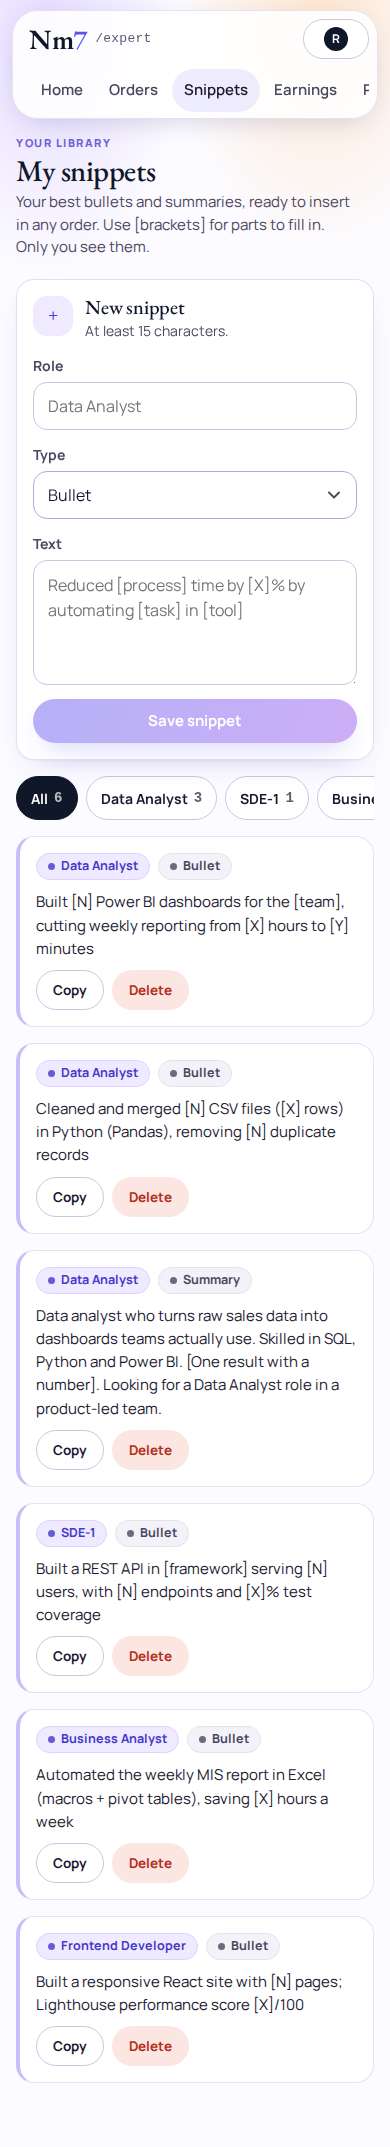 Nm7 /expert
R
Home Orders Snippets Earnings
YOUR LIBRARY
My snippets
Your best bullets and summaries, ready to insert
in any order. Use [brackets] for parts to fill in.
Only you see them.
+
New snippet
At least 15 characters.
Role
Data Analyst
Type
Bullet
Text
Reduced [process] time by [X]% by
automating [task] in [tool]
Save snippet
All 6 Data Analyst 3 SDE-1 1 Busine
Data Analyst Bullet
Built [N] Power BI dashboards for the [team],
cutting weekly reporting from [X] hours to [Y]
minutes
Copy Delete
Data Analyst Bullet
Cleaned and merged [N] CSV files ([X] rows)
in Python (Pandas), removing [N] duplicate
records
Copy Delete
Data Analyst Summary
Data analyst who turns raw sales data into
dashboards teams actually use. Skilled in SQL,
Python and Power BI. [One result with a
number]. Looking for a Data Analyst role in a
product-led team.
Copy Delete
SDE-1 Bullet
Built a REST API in [framework] serving [N]
users, with [N] endpoints and [X]% test
coverage
Copy Delete
Business Analyst Bullet
Automated the weekly MIS report in Excel
(macros + pivot tables), saving [X] hours a
week
Copy Delete
Frontend Developer Bullet
Built a responsive React site with [N] pages;
Lighthouse performance score [X]/100
Copy Delete